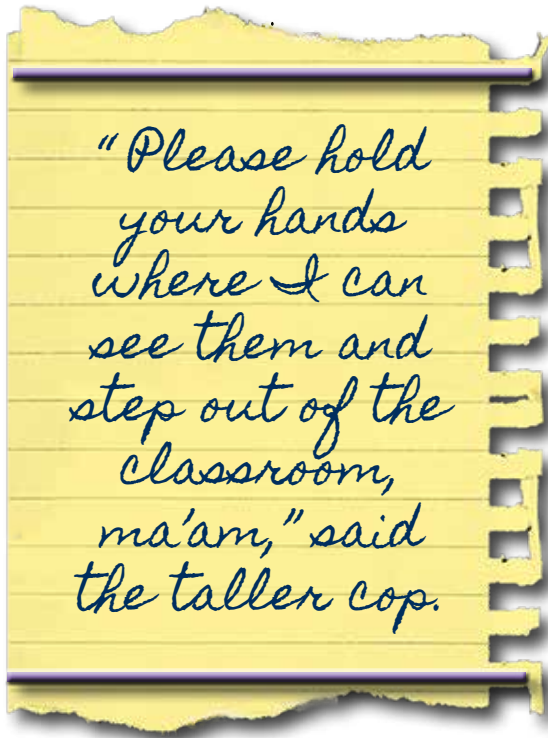 “Please hold
your hands
where I can
see them and
step out of the
classroom,
ma’am,” said
the taller cop.